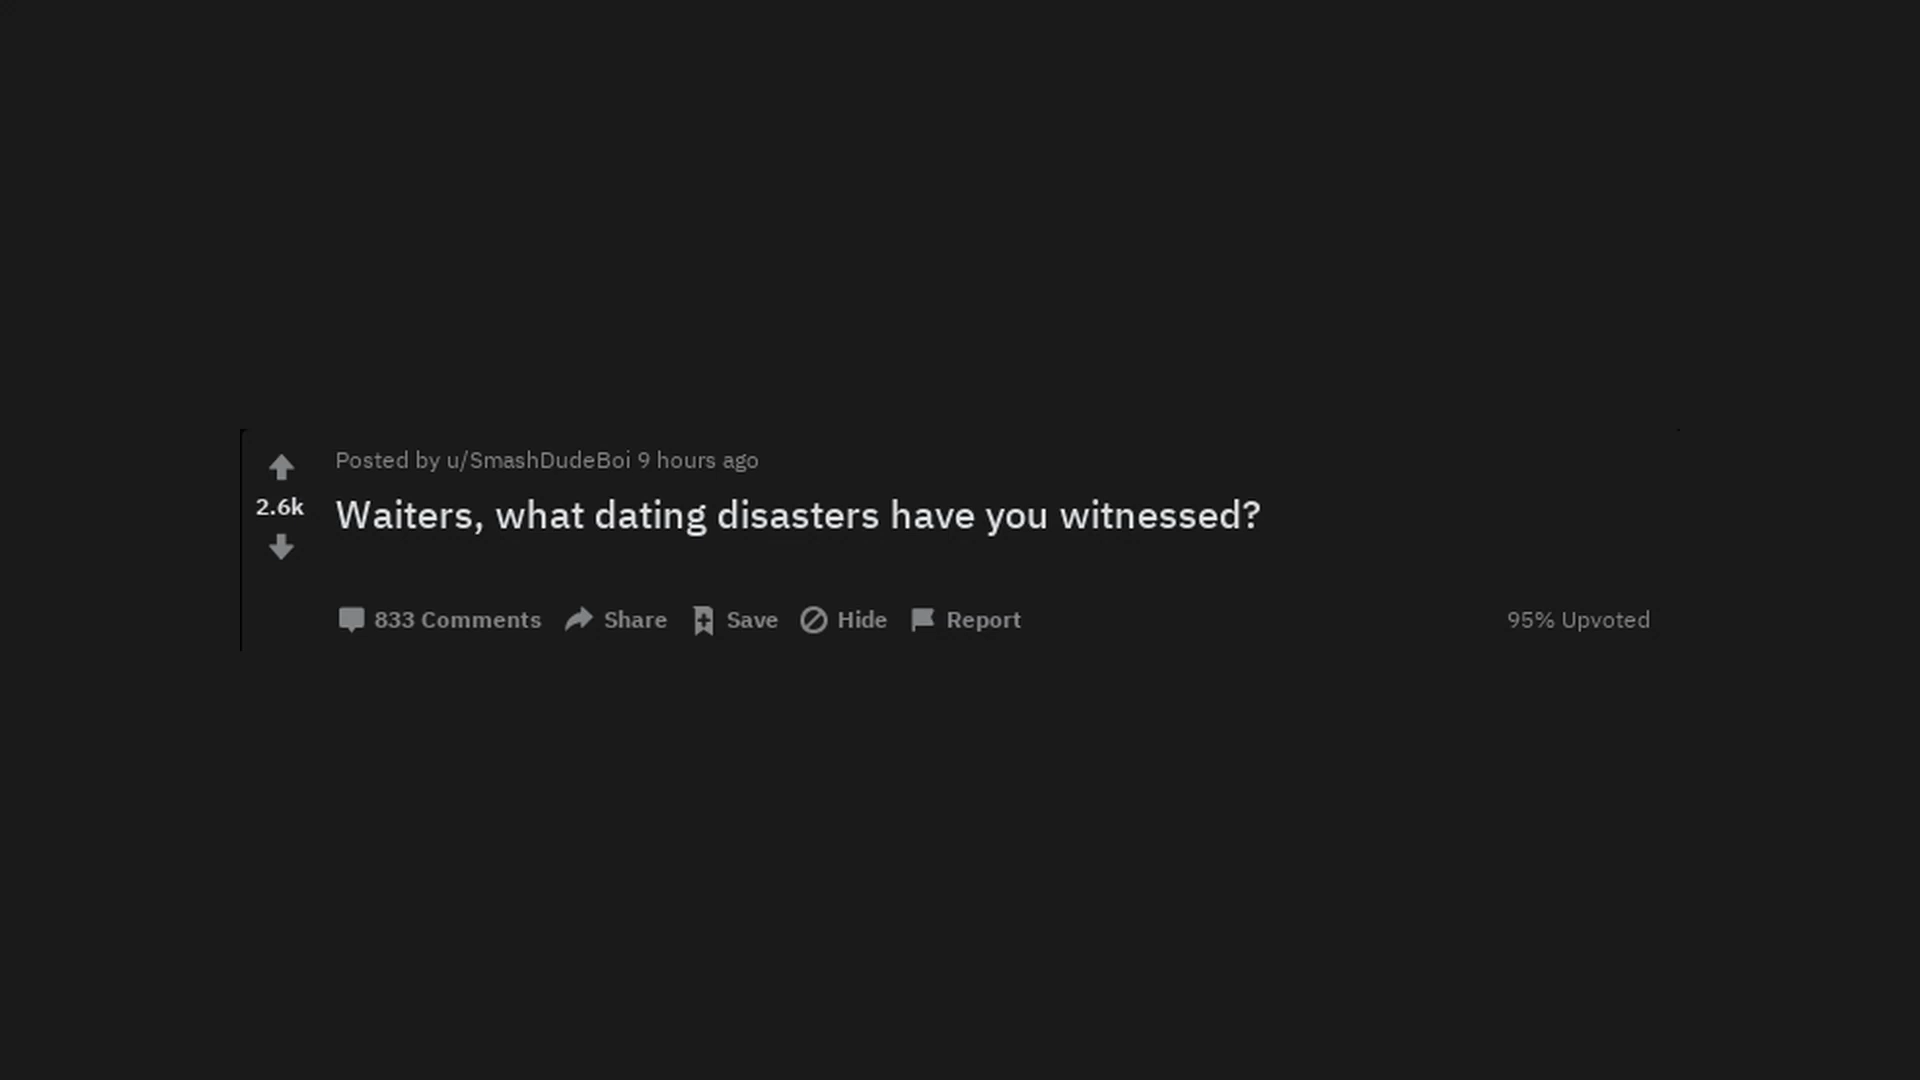 Posted by u/SmashDudeBoi 9 hours ago
2.6k
Waiters, what dating disasters have you witnessed?
833 Comments Share Save Hide Report 95% Upvoted